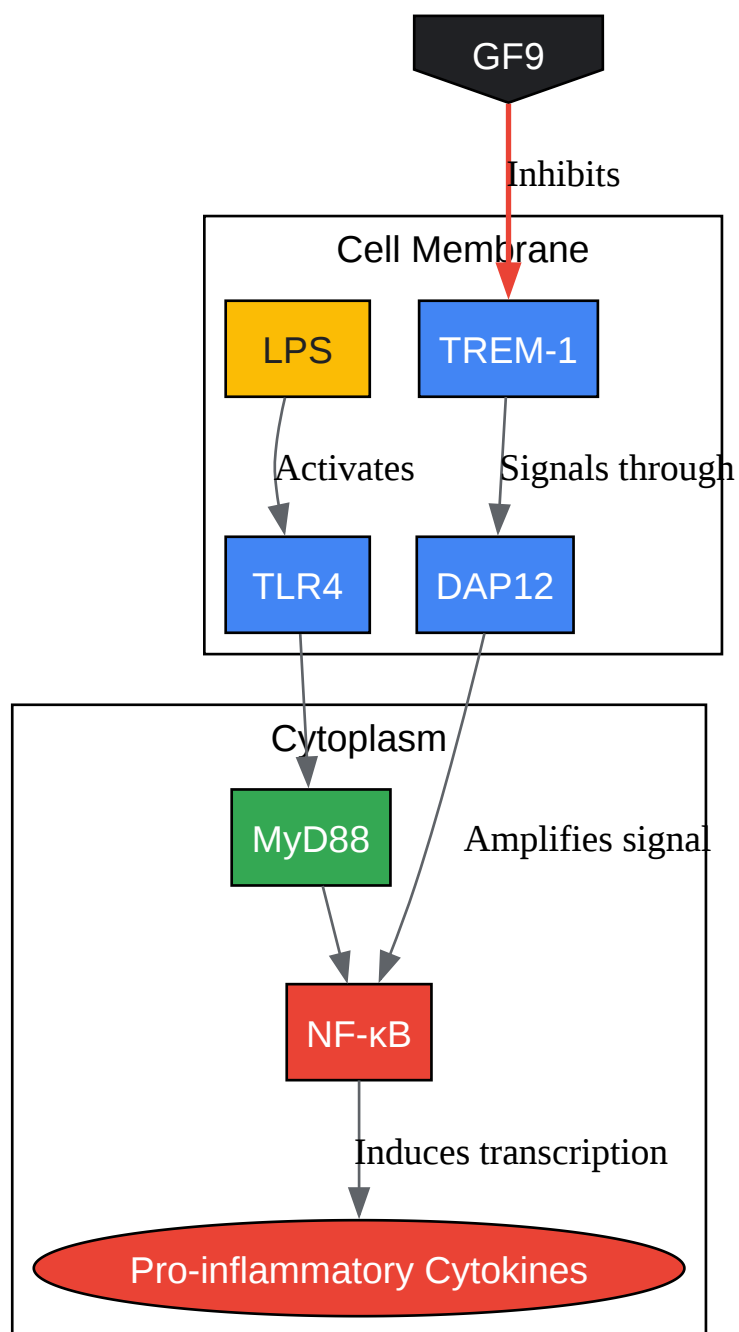 GF9
Inhibits
Cell Membrane
LPS
TREM-1
Activates
Signals through
TLR4
DAP12
Cytoplasm
MyD88
Amplifies signal
NF-κB
Induces transcription
Pro-inflammatory Cytokines